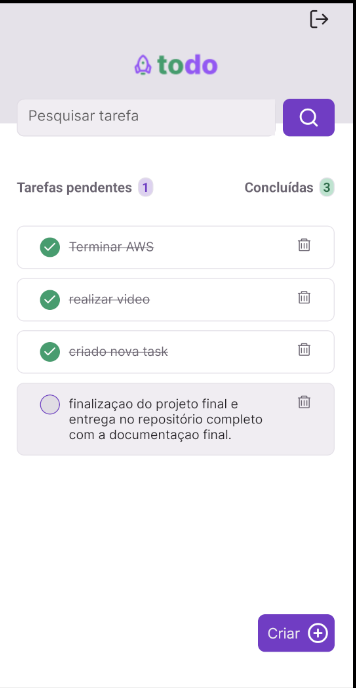 todo
Pesquisar tarefa
Tarefas pendentes 1 Concluídas 3
Terminar AWS
realizar video
criado nova task
finalizaçao do projeto final e
entrega no repositório completo
com a documentaçao final.
Criar